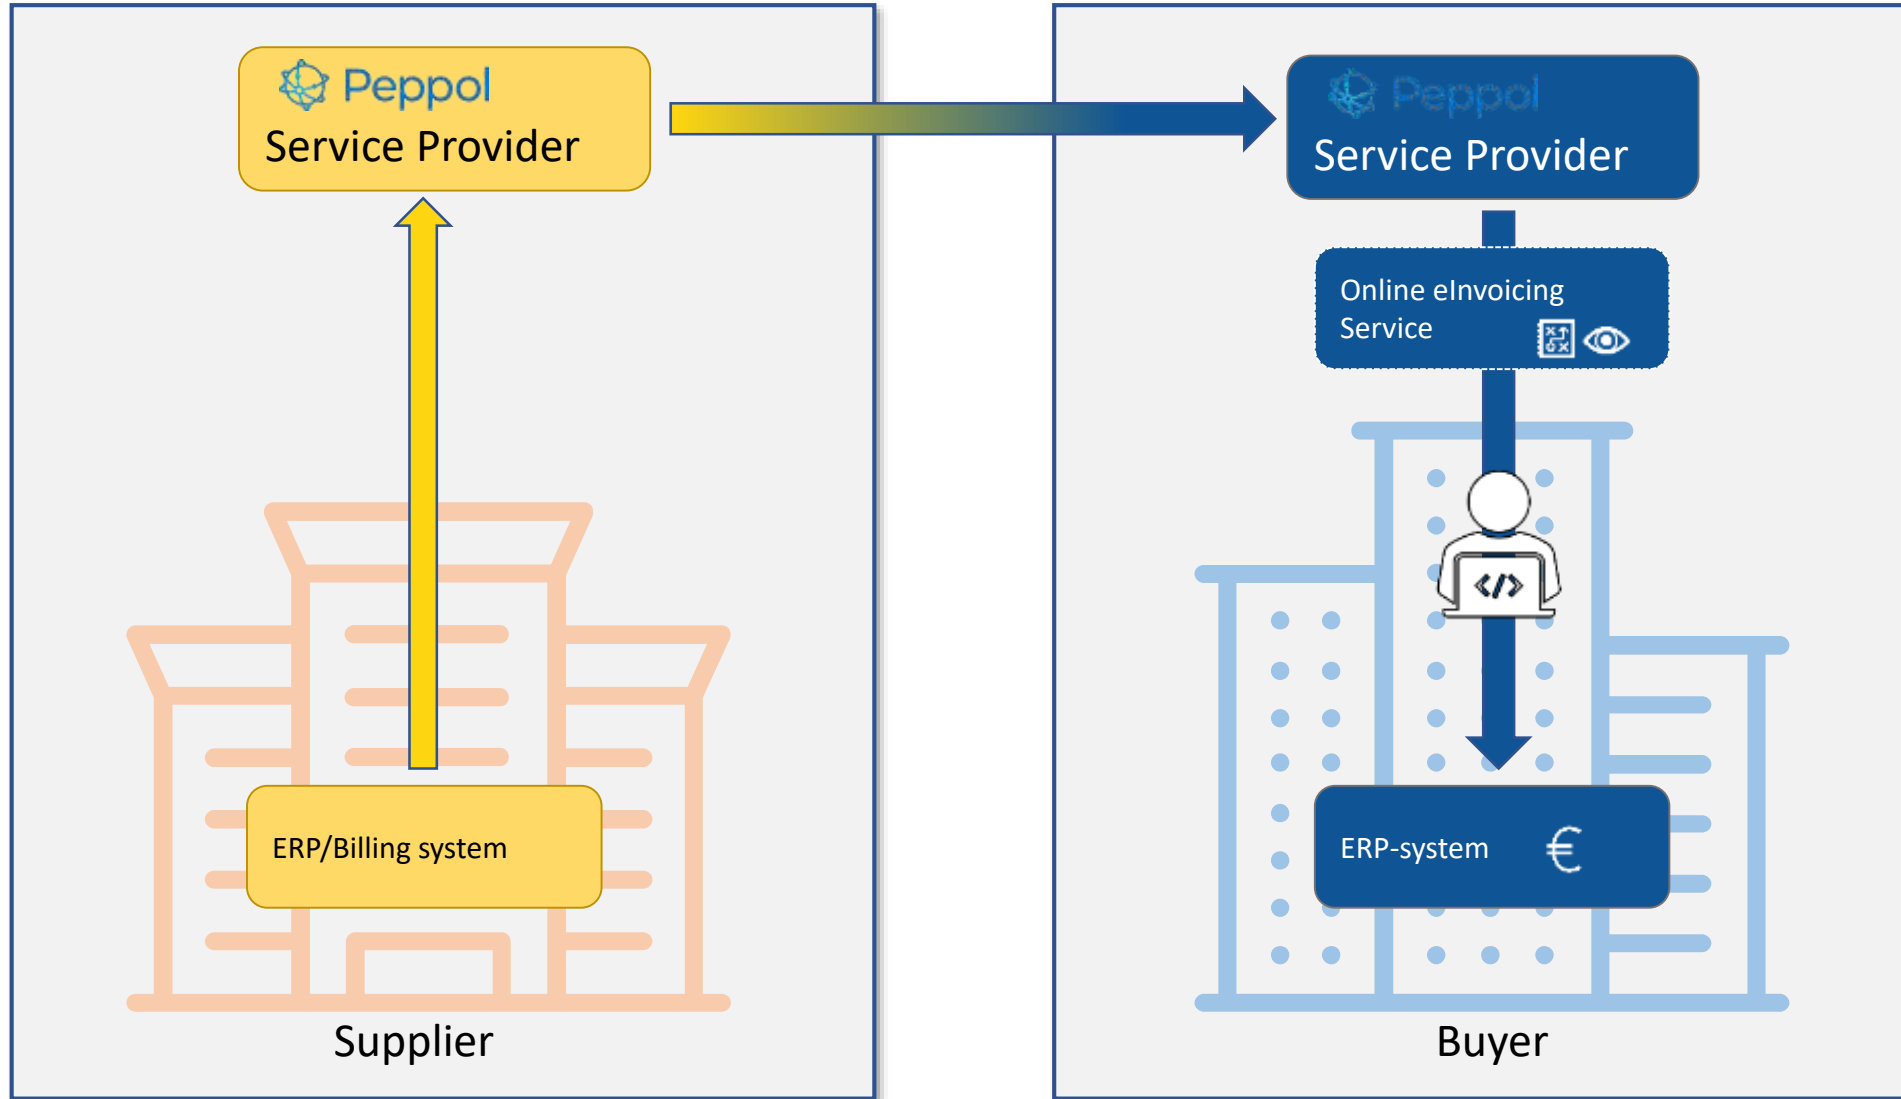 Peppol
Service Provider
ERP/Billing system
Supplier
Peppol
Service Provider
Online eInvoicing
Service
</>
ERP-system €
Buyer